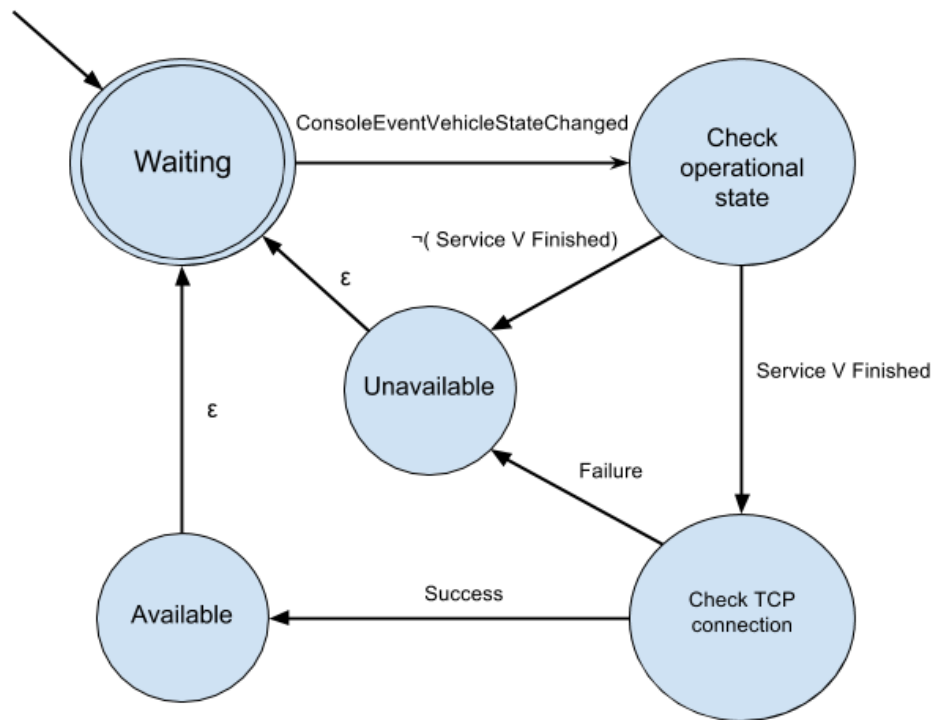 ConsoleEventVehicleStateChanged
Waiting
Check
operational
state
¬( Service V Finished)
ε
Unavailable
Service V Finished
ε
Failure
Success
Available
Check TCP
connection